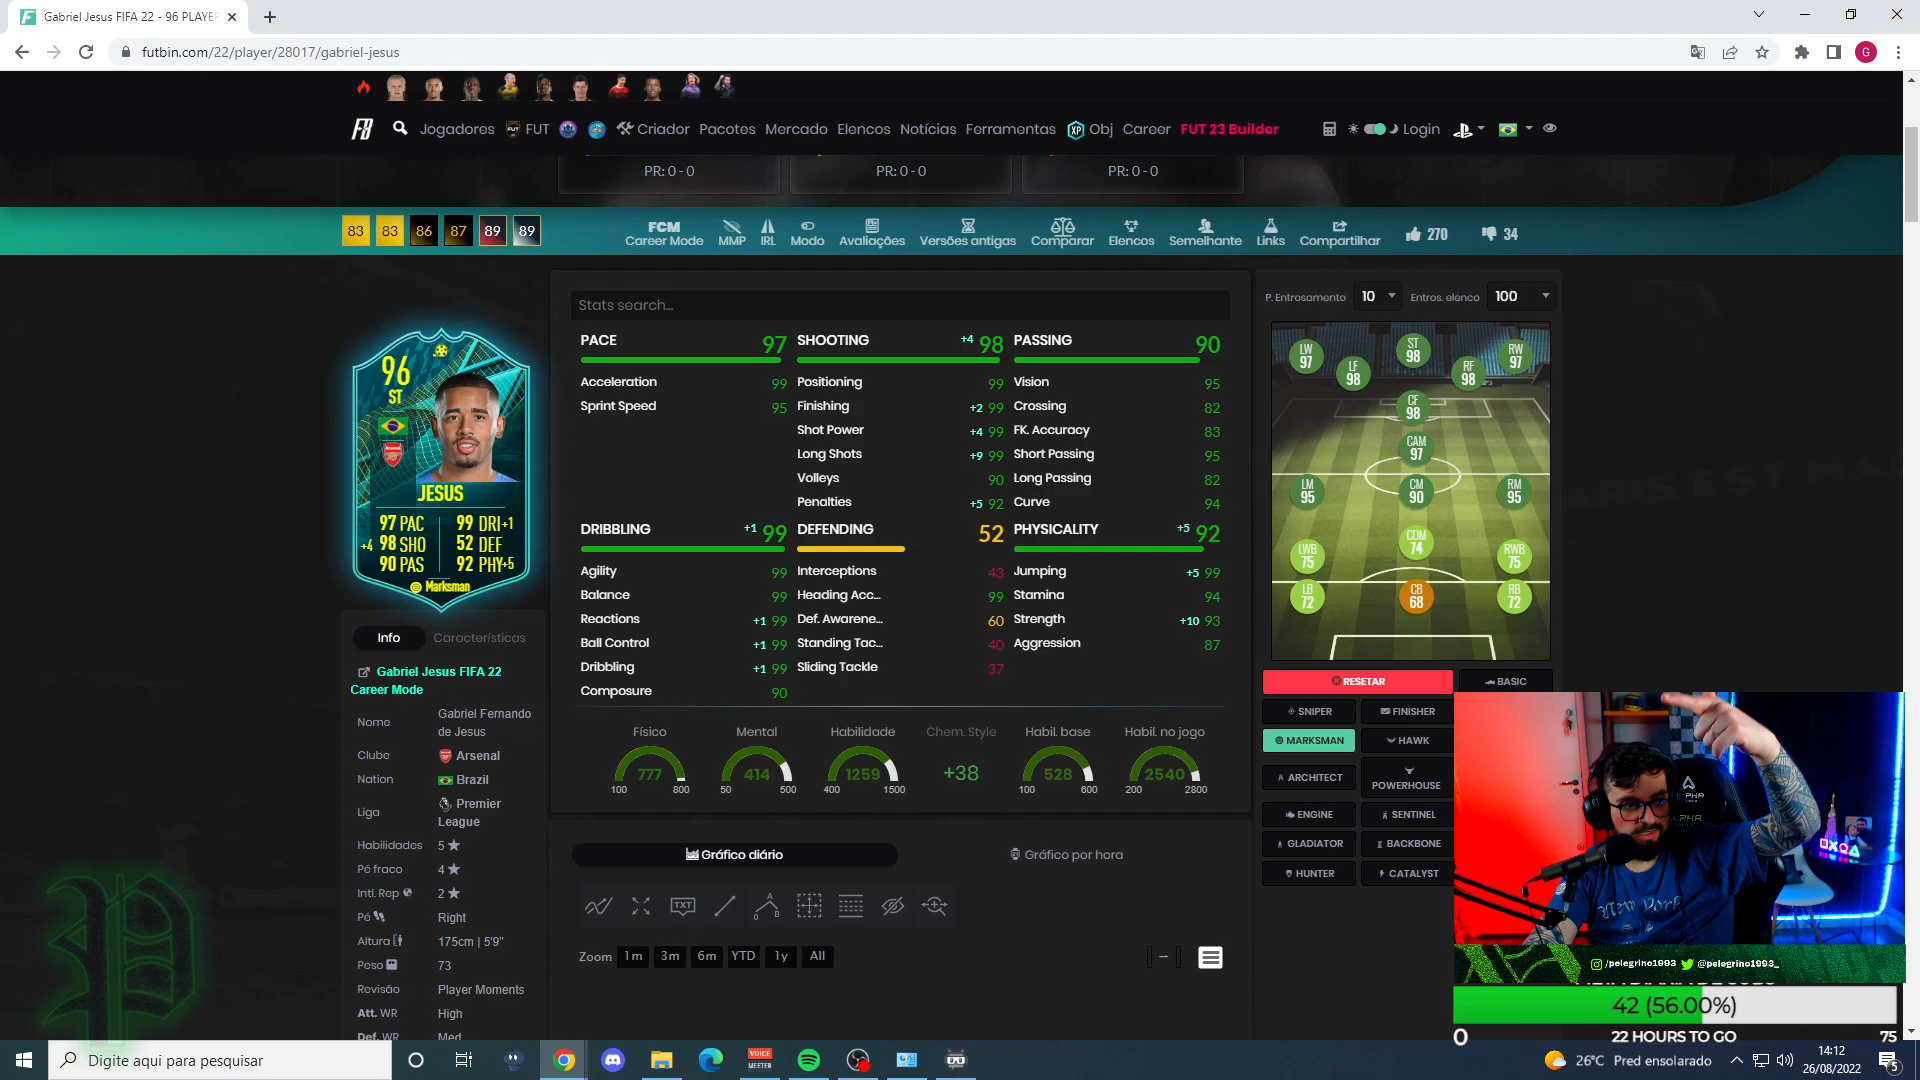 Gabriel Jesus FIFA 22 - 96 PLAYER
futbin.com/22/player/28017/gabriel-jesus
G
FB Jogadores FUT Criador Pacotes Mercado Elencos Notícias Ferramentas XP Obj Career FUT 23 Builder Login
PR: 0 - 0 PR: 0 - 0 PR: 0 - 0
83 83 86 87 89 89
FCM
Career Mode MMP IRL Modo Avaliações Versões antigas Comparar Elencos Semelhante Links Compartilhar 270 34
Stats search...
P. Entrosamento 10 Entros. elenco 100
96
ST
JESUS
97 PAC 99 DRI+1
+4 98 SHO 52 DEF
90 PAS 92 PHY+5
Marksman
PACE 97
Acceleration 99
Sprint Speed 95
SHOOTING +4 98
Positioning 99
Finishing +2 99
Shot Power +4 99
Long Shots +9 99
Volleys 90
Penalties +5 92
PASSING 90
Vision 95
Crossing 82
FK. Accuracy 83
Short Passing 95
Long Passing 82
Curve 94
DRIBBLING +1 99
Agility 99
Balance 99
Reactions +1 99
Ball Control +1 99
Dribbling +1 99
Composure 90
DEFENDING 52
Interceptions 43
Heading Acc... 99
Def. Awarene... 60
Standing Tac... 40
Sliding Tackle 37
PHYSICALITY +5 92
Jumping +5 99
Stamina 94
Strength +10 93
Aggression 87
Físico Mental Habilidade Chem. Style Habil. base Habil. no jogo
777 414 1259 +38 528 2540
100 800 50 500 400 1500 100 600 200 2800
LW 97
LF 98
ST 98
RF 98
RW 97
CF 98
CAM 97
LM 95
CM 90
RM 95
LWB 75
CDM 74
RWB 75
LB 72
CB 68
RB 72
RESETAR BASIC
SNIPER FINISHER
MARKSMAN HAWK
ARCHITECT POWERHOUSE
ENGINE SENTINEL
GLADIATOR BACKBONE
HUNTER CATALYST
Info Características
Gabriel Jesus FIFA 22
Career Mode
Nome Gabriel Fernando
de Jesus
Clube Arsenal
Nation Brazil
Liga Premier
League
Habilidades 5
Pé fraco 4
Intl. Rep 2
Pé Right
Altura 175cm | 5'9"
Peso 73
Revisão Player Moments
Att. WR High
Def. WR Med
Gráfico diário Gráfico por hora
TXT
Zoom 1m 3m 6m YTD 1y All
New York
/pelegrino1993 @pelegrino1993_
42 (56.00%)
0 22 HOURS TO GO 75
Digite aqui para pesquisar
VOICE
MEETER
26°C Pred ensolarado
14:12
26/08/2022
5